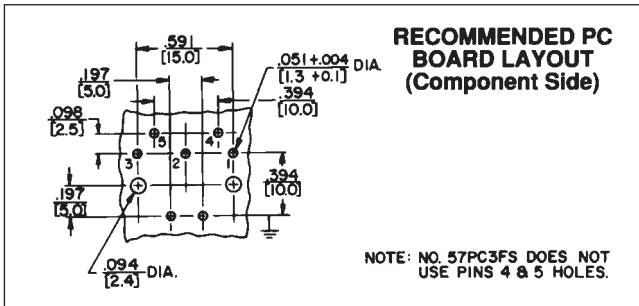 RECOMMENDED PC
BOARD LAYOUT
(Component Side)
.591
[15.0]
.051+.004 DIA.
[1.3 +0.1]
.197
[5.0]
.394
[10.0]
.098
[2.5]
5
4
3
2
1
.394
[10.0]
.197
[5.0]
.094 DIA.
[2.4]
NOTE: NO. 57PC3FS DOES NOT
USE PINS 4 & 5 HOLES.